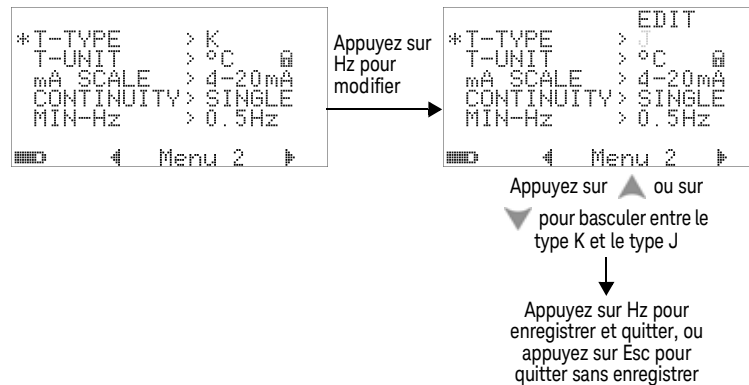 *T-TYPE > K
T-UNIT > °C
mA SCALE > 4-20mA
CONTINUITY> SINGLE
MIN-Hz > 0.5Hz
Menu 2
Appuyez sur
Hz pour
modifier
EDIT
*T-TYPE > J
T-UNIT > °C
mA SCALE > 4-20mA
CONTINUITY> SINGLE
MIN-Hz > 0.5Hz
Menu 2
Appuyez sur ou sur
pour basculer entre le
type K et le type J
Appuyez sur Hz pour
enregistrer et quitter, ou
appuyez sur Esc pour
quitter sans enregistrer